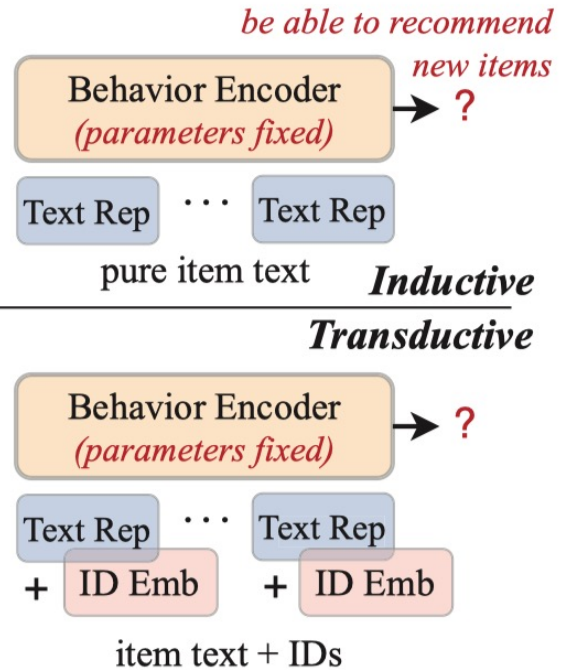 be able to recommend
new items
Behavior Encoder
(parameters fixed)
?
Text Rep ... Text Rep
pure item text
Inductive
Transductive
Behavior Encoder
(parameters fixed)
?
Text Rep ... Text Rep
+ ID Emb + ID Emb
item text + IDs